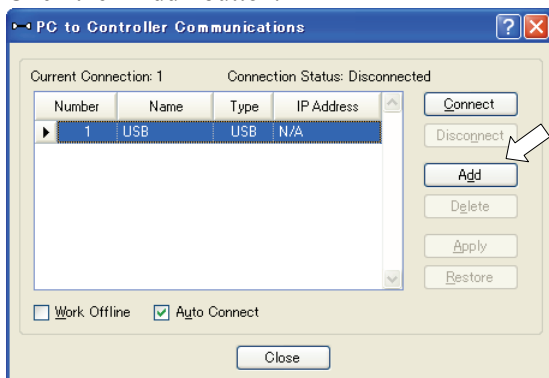 PC to Controller Communications
Current Connection: 1 Connection Status: Disconnected
Number Name Type IP Address
1 USB USB N/A
Connect
Disconnect
Add
Delete
Apply
Restore
Work Offline Auto Connect
Close